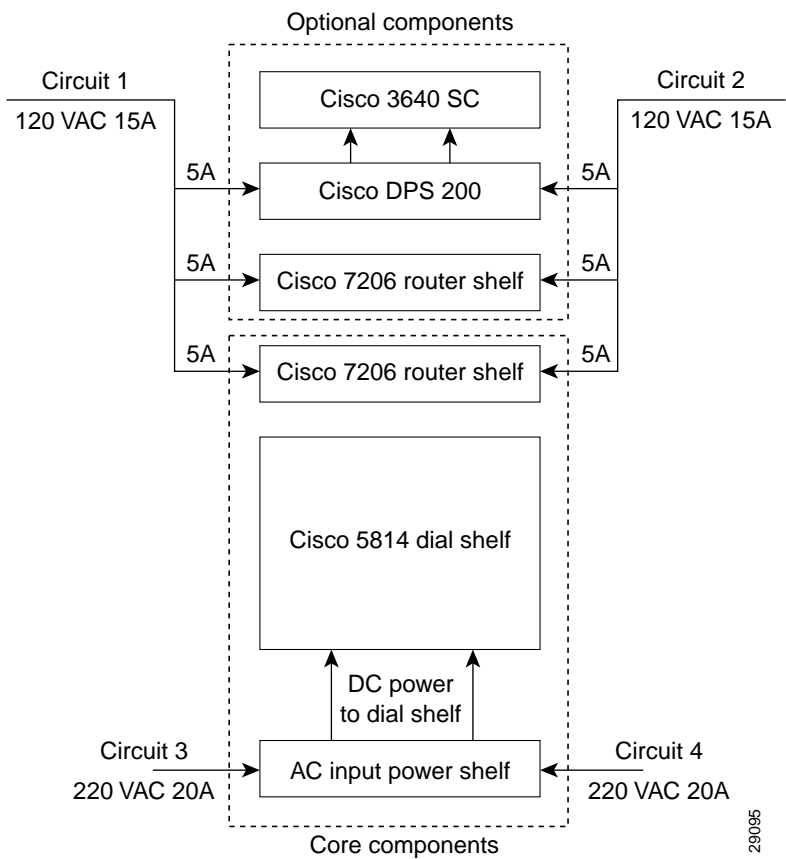 Optional components
Circuit 1
120 VAC 15A
Circuit 2
120 VAC 15A
Cisco 3640 SC
5A
Cisco DPS 200
5A
5A
Cisco 7206 router shelf
5A
5A
Cisco 7206 router shelf
5A
Cisco 5814 dial shelf
DC power
to dial shelf
Circuit 3
220 VAC 20A
AC input power shelf
Circuit 4
220 VAC 20A
Core components
29095